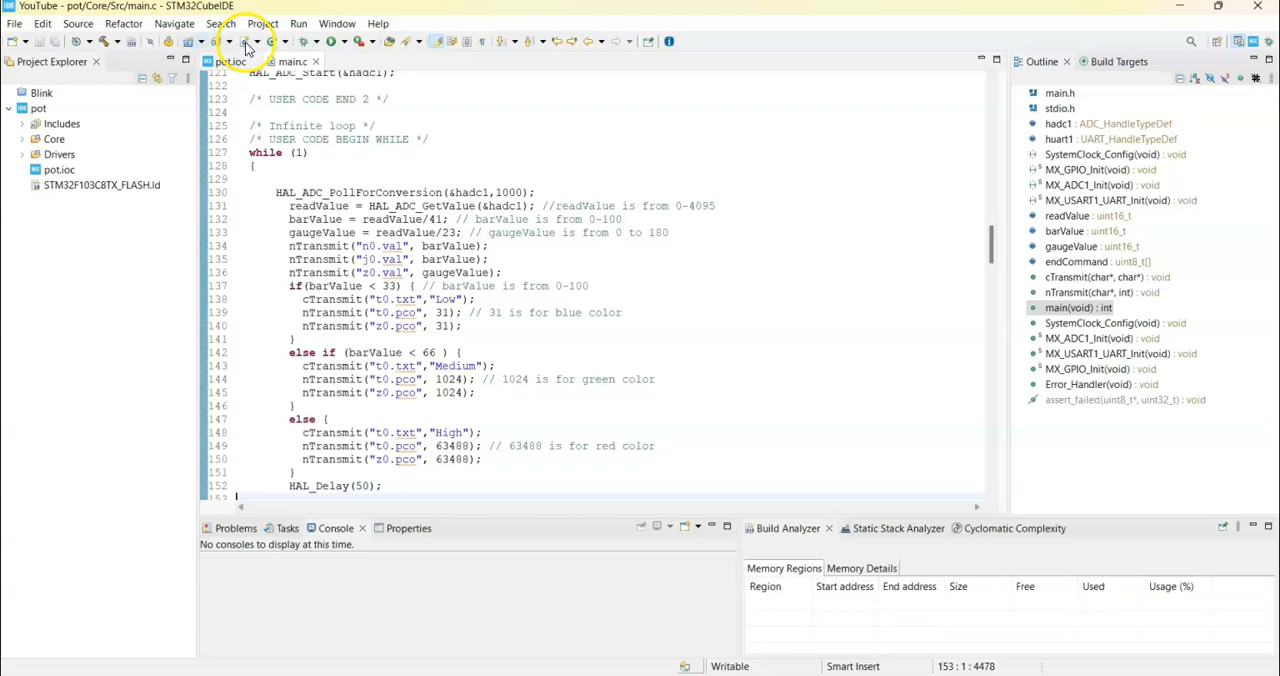 YouTube - pot/Core/Src/main.c - STM32CubeIDE
File Edit Source Refactor Navigate Search Project Run Window Help
Project Explorer
pot.ioc main.c
Outline Build Targets
Blink
pot
Includes
Core
Drivers
pot.ioc
STM32F103C8TX_FLASH.ld
121 HAL_ADC_Start(&hadc1);
122
123 /* USER CODE END 2 */
124
125 /* Infinite loop */
126 /* USER CODE BEGIN WHILE */
127 while (1)
128 {
129
130 HAL_ADC_PollForConversion(&hadc1,1000);
131 readValue = HAL_ADC_GetValue(&hadc1); //readValue is from 0-4095
132 barValue = readValue/41; // barValue is from 0-100
133 gaugeValue = readValue/23; // gaugeValue is from 0 to 180
134 nTransmit("n0.val", barValue);
135 nTransmit("j0.val", barValue);
136 nTransmit("z0.val", gaugeValue);
137 if(barValue < 33) { // barValue is from 0-100
138 cTransmit("t0.txt","Low");
139 nTransmit("t0.pco", 31); // 31 is for blue color
140 nTransmit("z0.pco", 31);
141 }
142 else if (barValue < 66 ) {
143 cTransmit("t0.txt","Medium");
144 nTransmit("t0.pco", 1024); // 1024 is for green color
145 nTransmit("z0.pco", 1024);
146 }
147 else {
148 cTransmit("t0.txt","High");
149 nTransmit("t0.pco", 63488); // 63488 is for red color
150 nTransmit("z0.pco", 63488);
151 }
152 HAL_Delay(50);
153
main.h
stdio.h
hadc1 : ADC_HandleTypeDef
huart1 : UART_HandleTypeDef
SystemClock_Config(void) : void
MX_GPIO_Init(void) : void
MX_ADC1_Init(void) : void
MX_USART1_UART_Init(void) : void
readValue : uint16_t
barValue : uint16_t
gaugeValue : uint16_t
endCommand : uint8_t[]
cTransmit(char*, char*) : void
nTransmit(char*, int) : void
main(void) : int
SystemClock_Config(void) : void
MX_ADC1_Init(void) : void
MX_USART1_UART_Init(void) : void
MX_GPIO_Init(void) : void
Error_Handler(void) : void
assert_failed(uint8_t*, uint32_t) : void
Problems Tasks Console Properties
No consoles to display at this time.
Build Analyzer Static Stack Analyzer Cyclomatic Complexity
Memory Regions Memory Details
Region Start address End address Size Free Used Usage (%)
Writable Smart Insert 153 : 1 : 4478